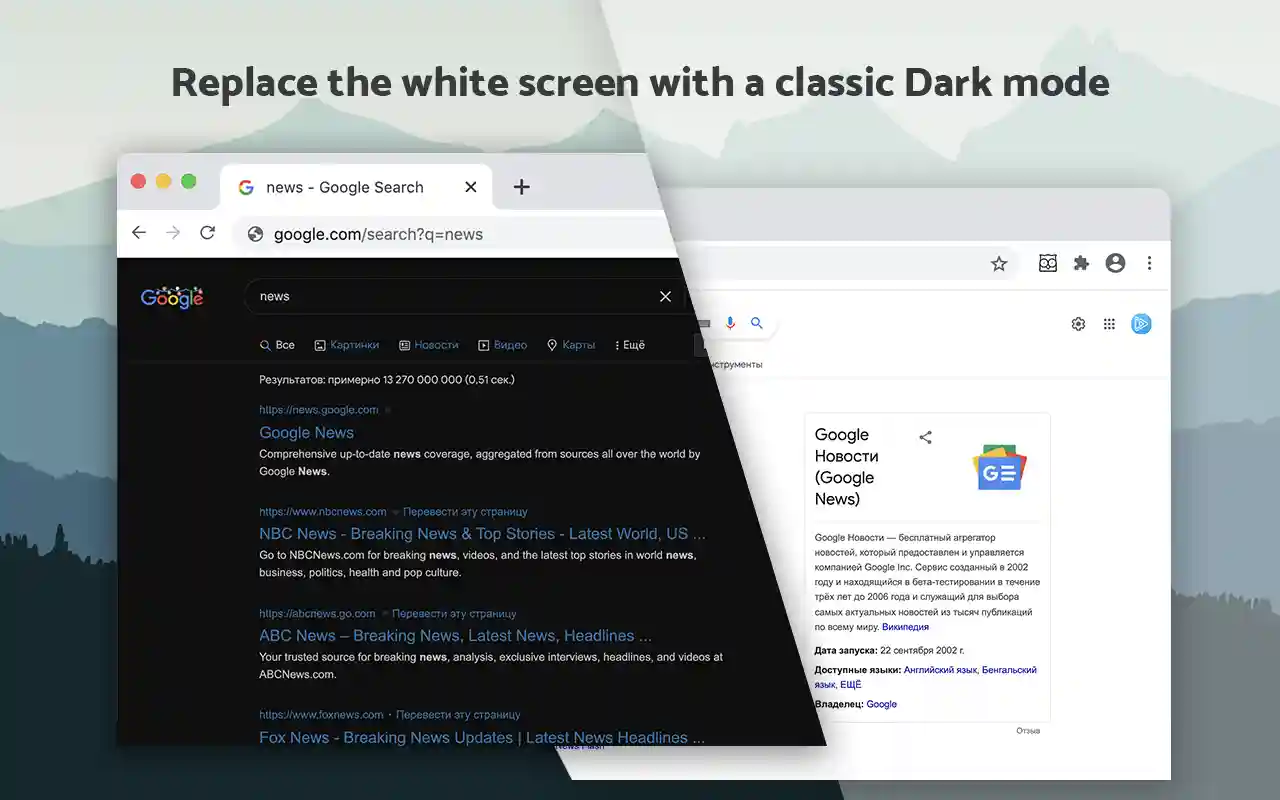 Replace the white screen with a classic Dark mode
news - Google Search
google.com/search?q=news
Google
news
Все Картинки Новости Видео Карты Ещё
Результатов: примерно 13 270 000 000 (0,51 сек.)
https://news.google.com
Google News
Comprehensive up-to-date news coverage, aggregated from sources all over the world by
Google News.
https://www.nbcnews.com Перевести эту страницу
NBC News - Breaking News & Top Stories - Latest World, US ...
Go to NBCNews.com for breaking news, videos, and the latest top stories in world news,
business, politics, health and pop culture.
https://abcnews.go.com Перевести эту страницу
ABC News – Breaking News, Latest News, Headlines ...
Your trusted source for breaking news, analysis, exclusive interviews, headlines, and videos at
ABCNews.com.
https://www.foxnews.com · Перевести эту страницу
Fox News - Breaking News Updates | Latest News Headlines ...
нструменты
Google
Новости
(Google
News)
GE
Google Новости — бесплатный агрегатор
новостей, который предоставлен и управляется
компанией Google Inc. Сервис созданный в 2002
году и находящийся в бета-тестировании в течение
трёх лет до 2006 года и служащий для выбора
самых актуальных новостей из тысяч публикаций
по всему миру. Википедия
Дата запуска: 22 сентября 2002 г.
Доступные языки: Английский язык, Бенгальский
язык, ЕЩЁ
Владелец: Google
Отзыв